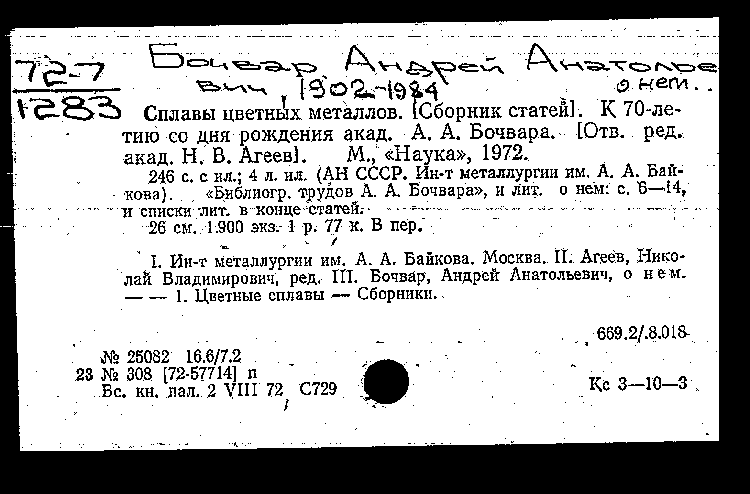 Бочвар Андрей Анатолье
вич, 1902-1984 о нем..
72-7
1283
Сплавы цветных металлов. [Сборник статей]. К 70-ле-
тию со дня рождения акад. А. А. Бочвара. [Отв. ред.
акад. Н. В. Агеев]. М., «Наука», 1972.
246 с. с ил.; 4 л. ил. (АН СССР. Ин-т металлургии им. А. А. Бай-
кова). «Библиогр. трудов А. А. Бочвара», и лит. о нем: с. 6—14,
и списки лит. в конце статей.
26 см. 1.900 экз. 1 р. 77 к. В пер.
I. Ин-т металлургии им. А. А. Байкова. Москва. II. Агеев, Нико-
лай Владимирович, ред. III. Бочвар, Андрей Анатольевич, о нем.
— — 1. Цветные сплавы — Сборники.
669.2/.8.018
№ 25082 16.6/7.2
23 № 308 [72-57714] п
Вс. кн. пал. 2 VIII 72 С729
Кс 3—10—3